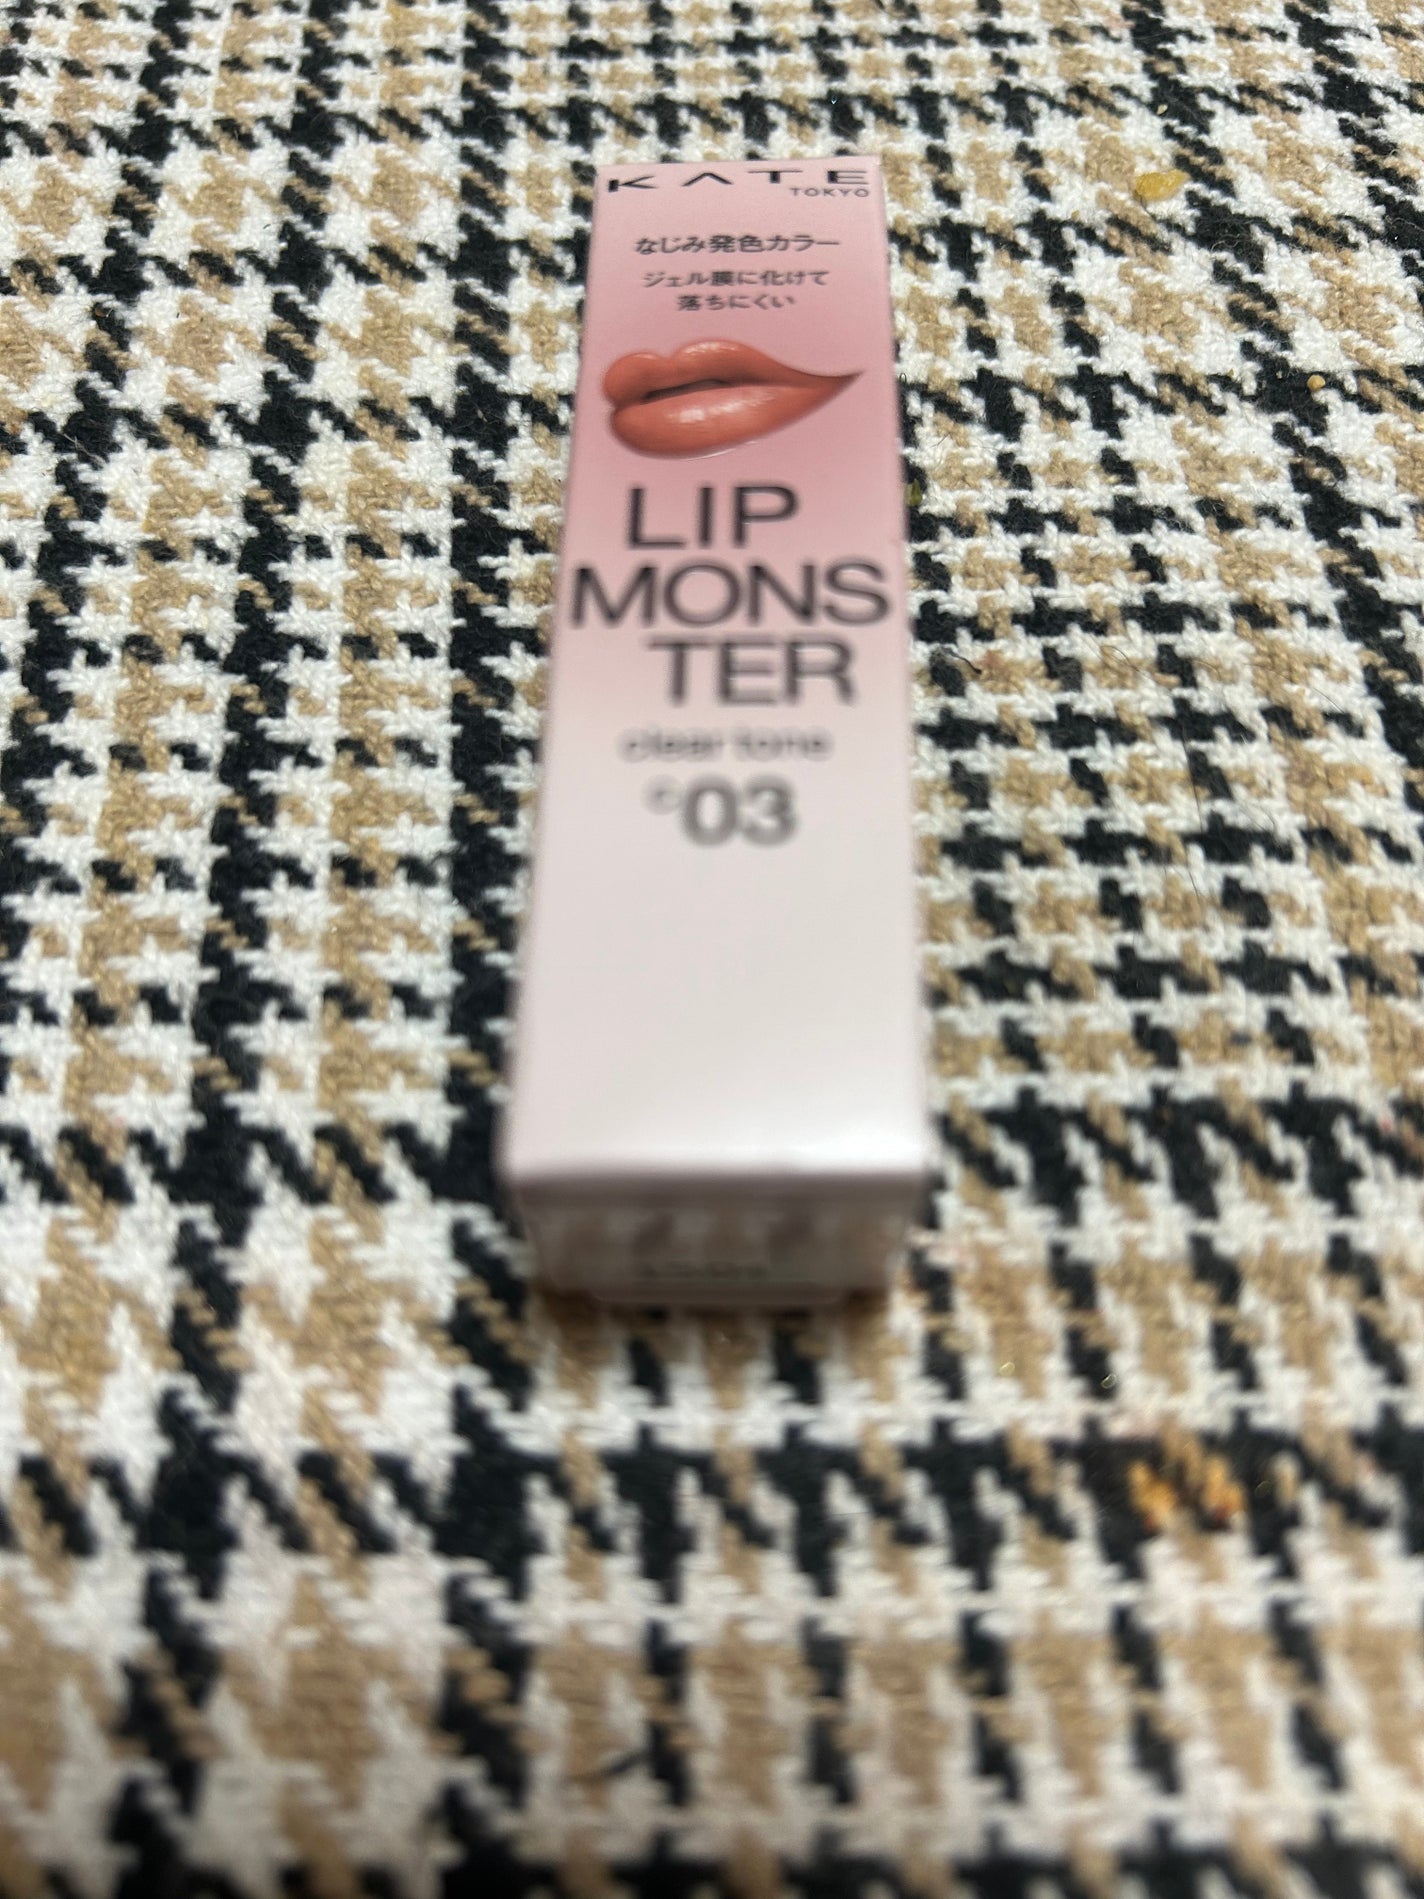 KATE
TOKYO
なじみ発色カラー
ジェル膜に化けて
落ちにくい
LIP
MONS
TER
clear tone
c03